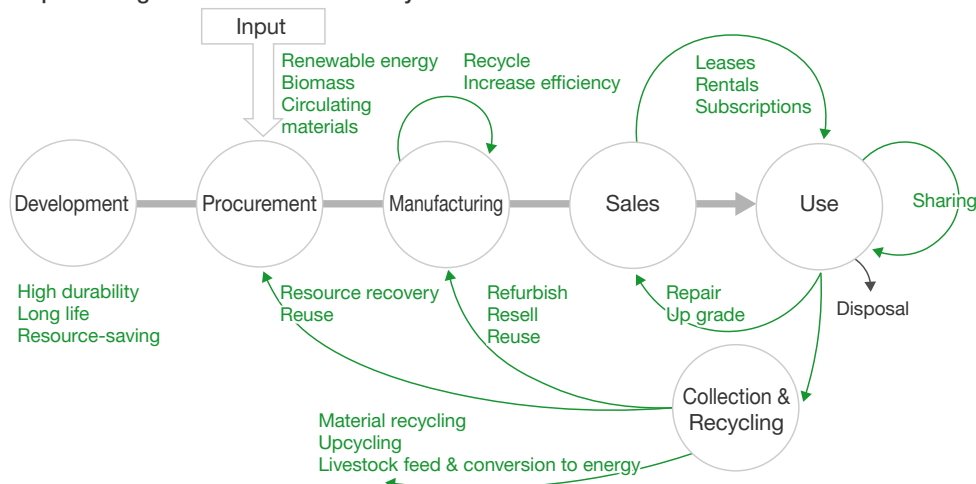 Input
Renewable energy
Biomass
Circulating
materials
Recycle
Increase efficiency
Leases
Rentals
Subscriptions
Development
Procurement
Manufacturing
Sales
Use
Sharing
High durability
Long life
Resource-saving
Resource recovery
Reuse
Refurbish
Resell
Reuse
Repair
Up grade
Disposal
Collection &
Recycling
Material recycling
Upcycling
Livestock feed & conversion to energy